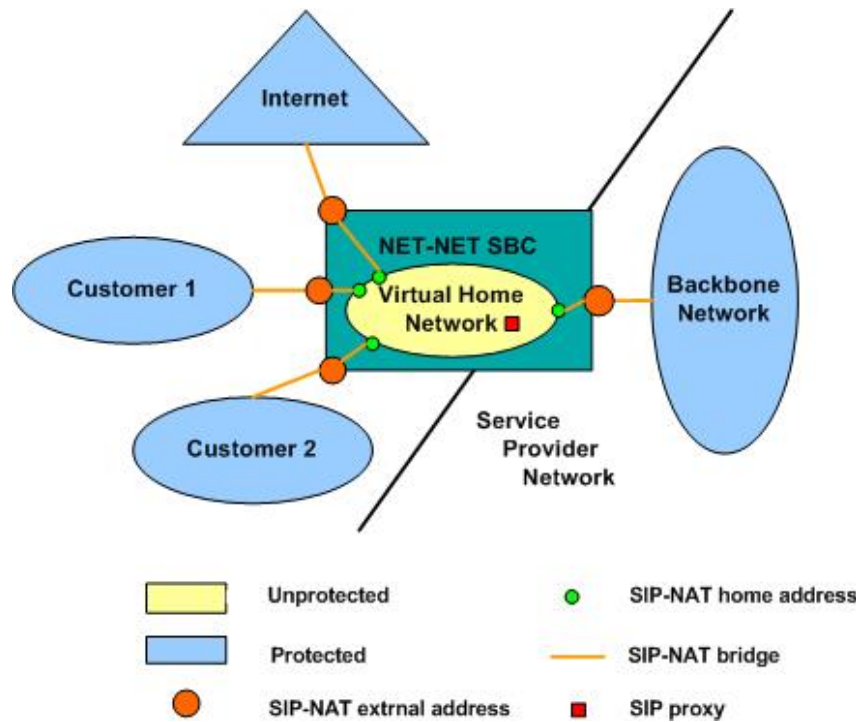 Internet
NET-NET SBC
Customer 1
Virtual Home
Network
Backbone
Network
Customer 2
Service
Provider
Network
Unprotected
SIP-NAT home address
Protected
SIP-NAT bridge
SIP-NAT extrnal address
SIP proxy